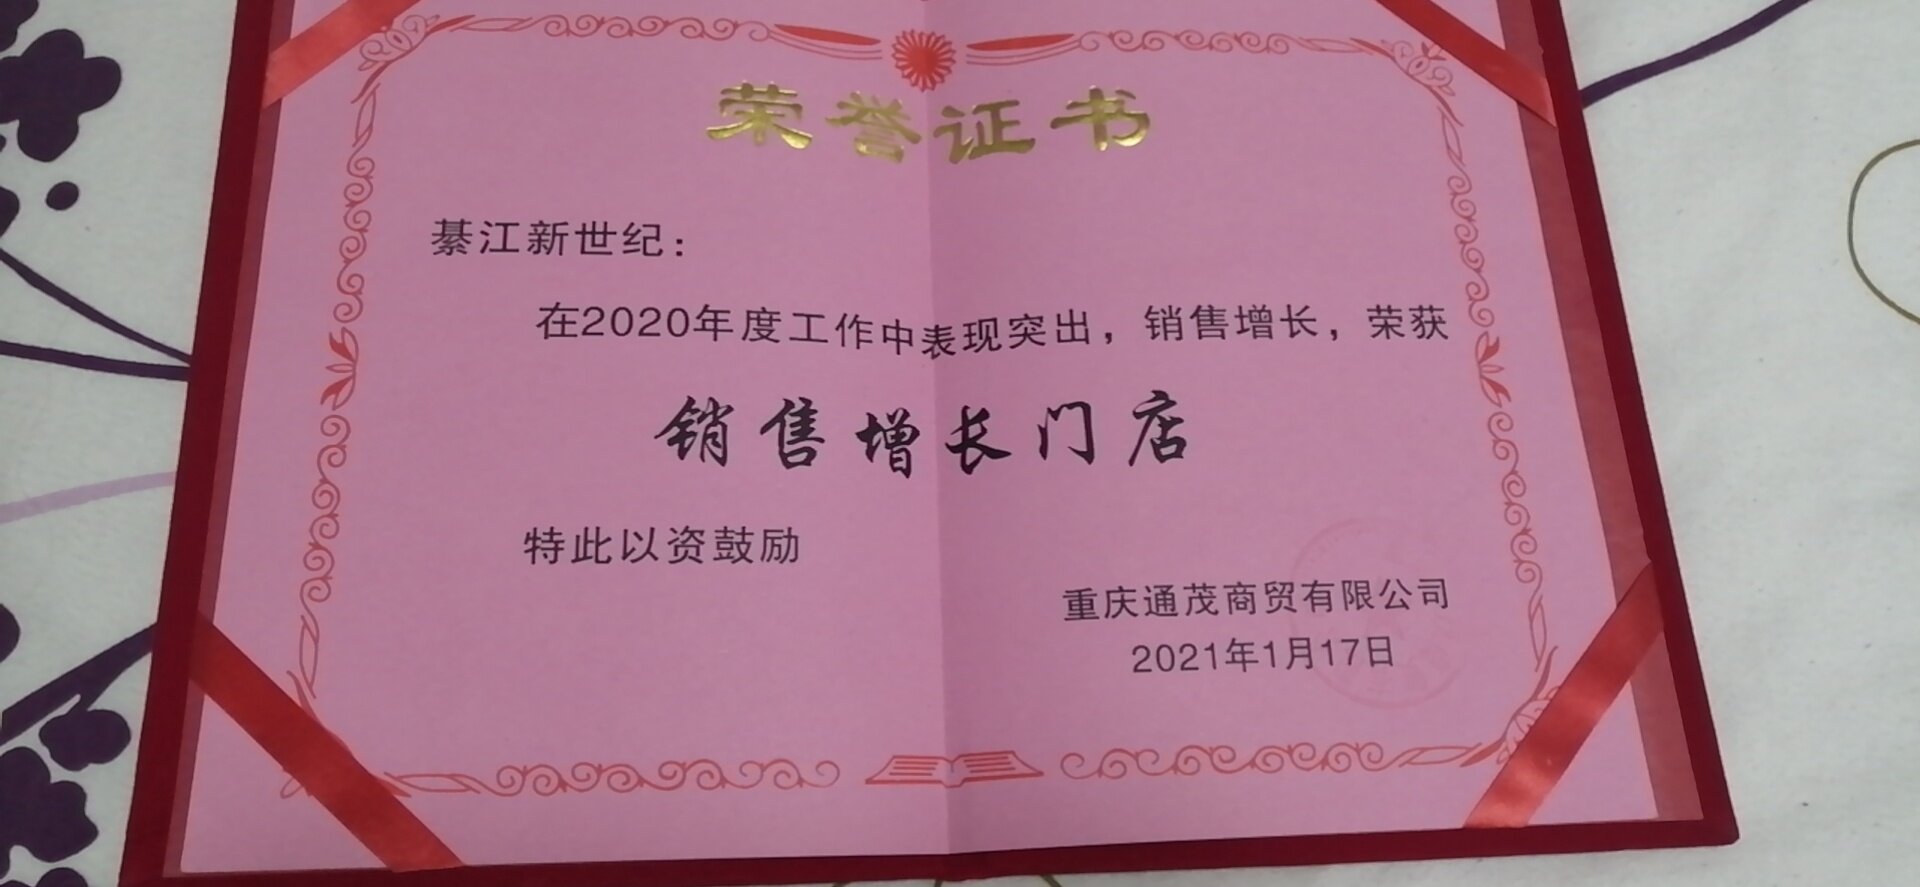 荣誉证书
綦江新世纪：
在2020年度工作中表现突出，销售增长，荣获
销售增长门店
特此以资鼓励
重庆通茂商贸有限公司
2021年1月17日